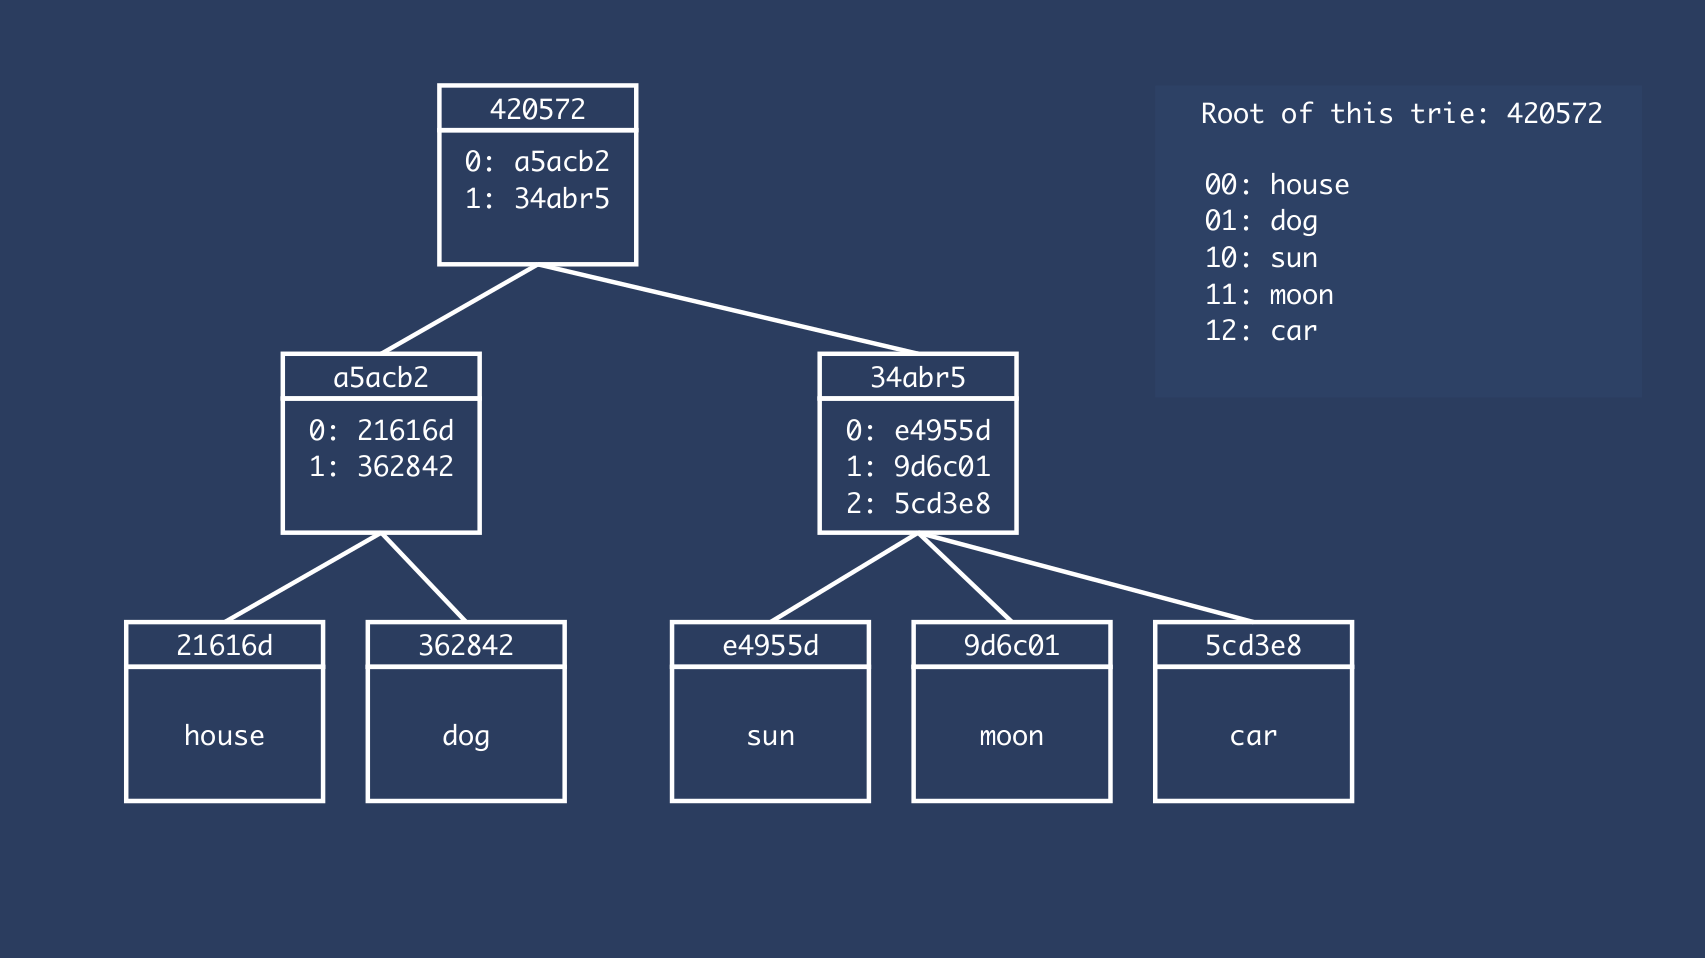 420572
0: a5acb2
1: 34abr5
Root of this trie: 420572
00: house
01: dog
10: sun
11: moon
12: car
a5acb2
0: 21616d
1: 362842
34abr5
0: e4955d
1: 9d6c01
2: 5cd3e8
21616d
house
362842
dog
e4955d
sun
9d6c01
moon
5cd3e8
car